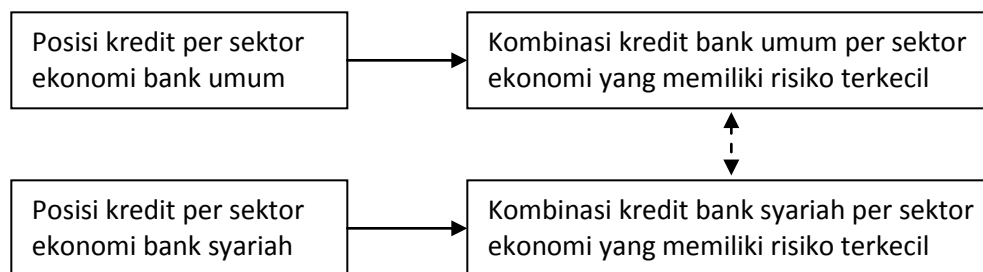 Posisi kredit per sektor
ekonomi bank umum
Kombinasi kredit bank umum per sektor
ekonomi yang memiliki risiko terkecil
Posisi kredit per sektor
ekonomi bank syariah
Kombinasi kredit bank syariah per sektor
ekonomi yang memiliki risiko terkecil